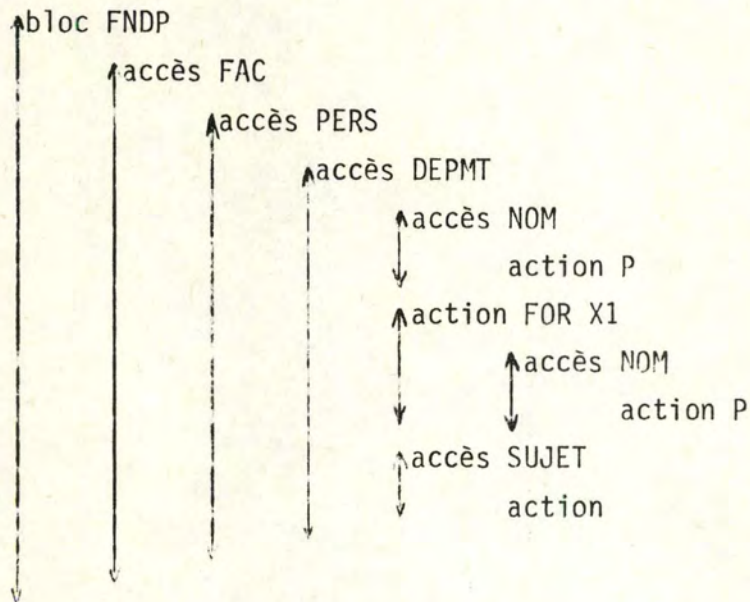 bloc FNDP
accès FAC
accès PERS
accès DEPMT
accès NOM
action P
action FOR X1
accès NOM
action P
accès SUJET
action